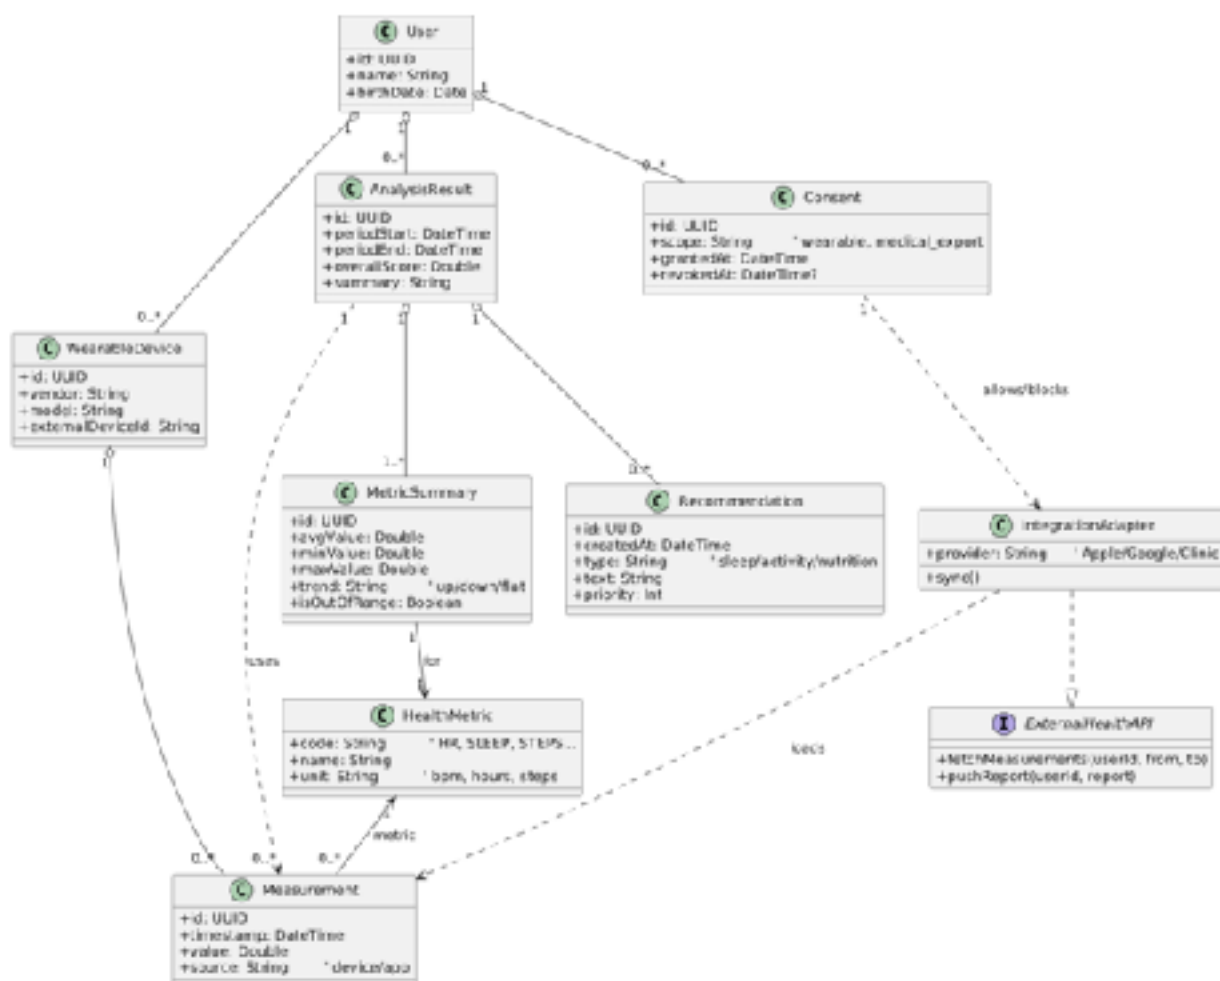 C User
+id: UUID
+name: String
+birthDate: Date
1
1
1
0..*
0..*
C AnalysisResult
+id: UUID
+periodStart: DateTime
+periodEnd: DateTime
+overallScore: Double
+summary: String
C Consent
+id: UUID
+scope: String ' wearable, medical_export
+grantedAt: DateTime
+revokedAt: DateTime?
0..*
1
1
1
1
C WearableDevice
+id: UUID
+vendor: String
+model: String
+externalDeviceId: String
allows/blocks
1
1..*
0..*
C MetricSummary
+id: UUID
+avgValue: Double
+minValue: Double
+maxValue: Double
+trend: String ' up/down/flat
+isOutOfRange: Boolean
C Recommendation
+id: UUID
+createdAt: DateTime
+type: String ' sleep/activity/nutrition
+text: String
+priority: Int
C IntegrationAdapter
+provider: String ' Apple/Google/Clinic
+sync()
1
for
uses
1
C HealthMetric
+code: String ' HR, SLEEP, STEPS...
+name: String
+unit: String ' bpm, hours, steps
I ExternalHealthAPI
+fetchMeasurements(userId, from, to)
+pushReport(userId, report)
loads
1
metric
0..*
0..*
0..*
C Measurement
+id: UUID
+timestamp: DateTime
+value: Double
+source: String ' device/app